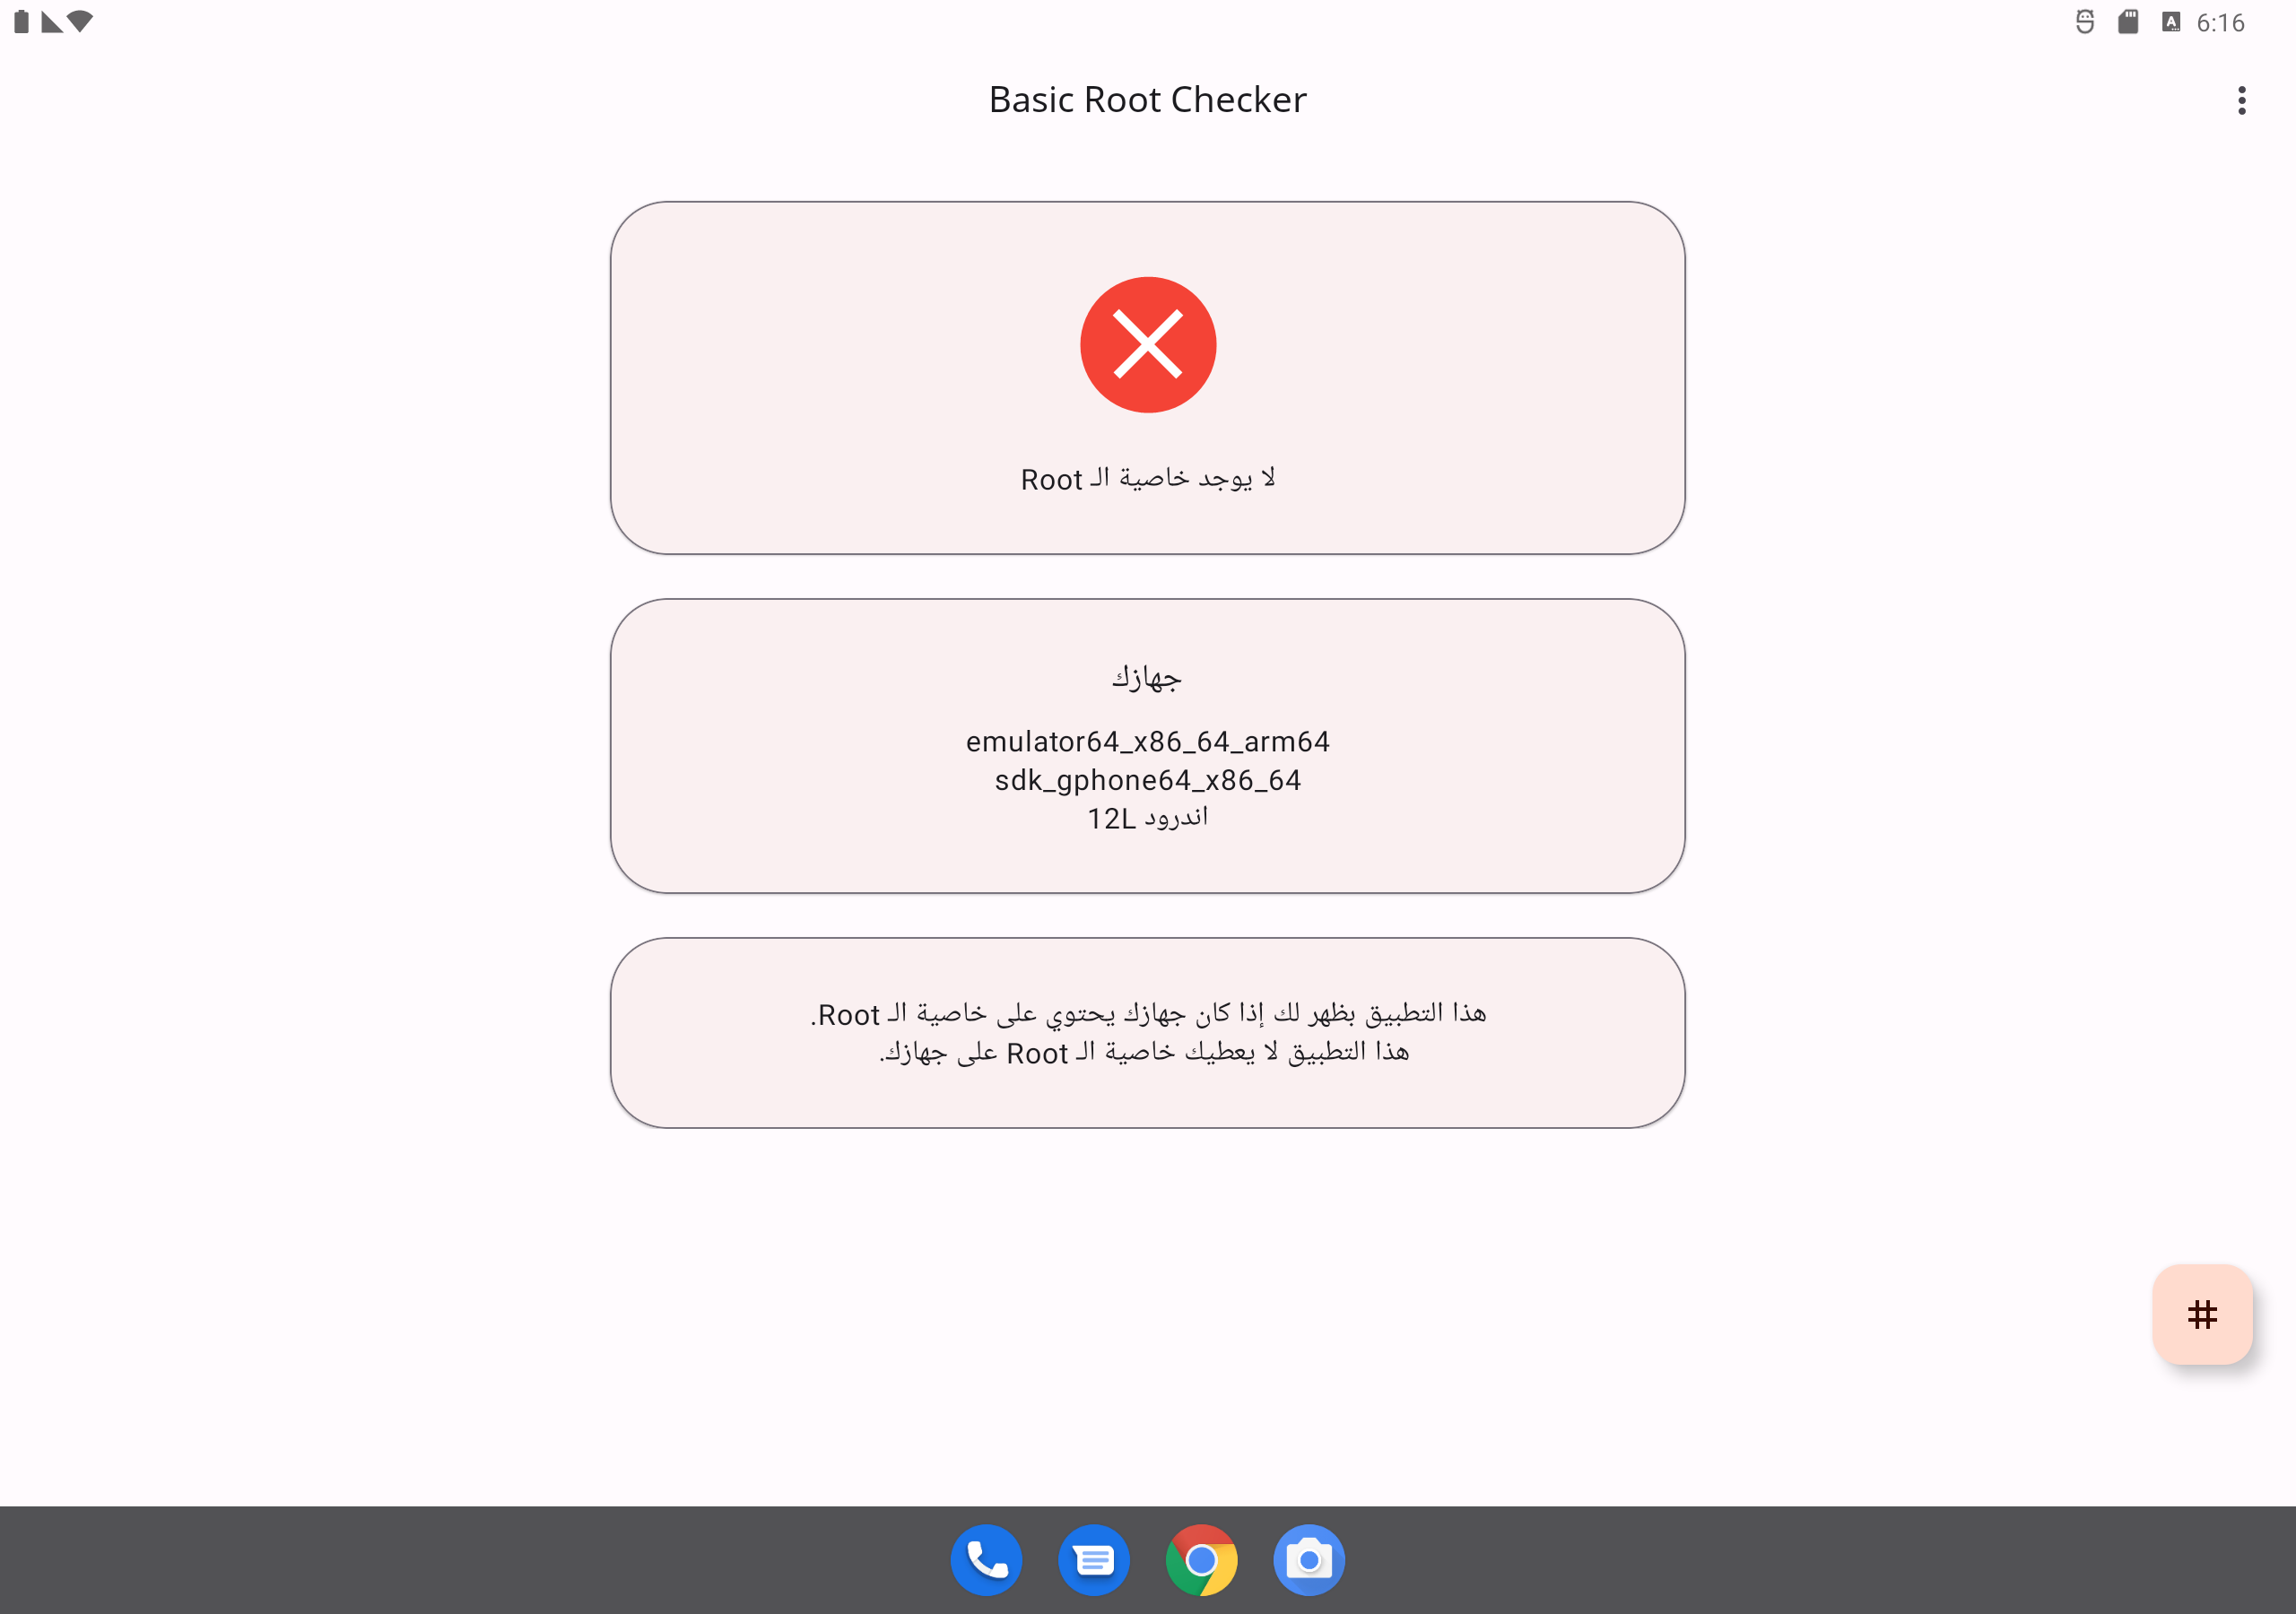 6:16
Basic Root Checker
لا يوجد خاصية الـ Root
جهازك
emulator64_x86_64_arm64
sdk_gphone64_x86_64
اندرود 12L
هذا التطبيق بظهر لك إذا كان جهازك يحتوي على خاصية الـ Root.
هذا التطبيق لا يعطيك خاصية الـ Root على جهازك.
#